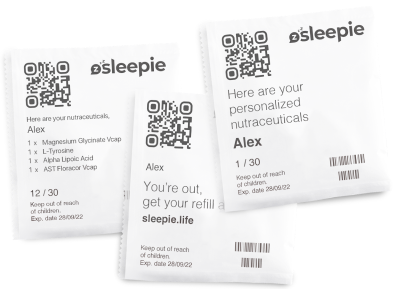 sleepie
Here are your nutraceuticals,
Alex
1 x Magnesium Glycinate Vcap
1 x L-Tyrosine
1 x Alpha Lipoic Acid
1 x AST Floracor Vcap
12 / 30
Keep out of reach
of children.
Exp. date 28/09/22
Alex
You're out,
get your refill a
sleepie.life
Keep out of reach
of children.
Exp. date 28/09/22
sleepie
Here are your
personalized
nutraceuticals
Alex
1 / 30
Keep out of reach
of children.
Exp. date 28/09/22